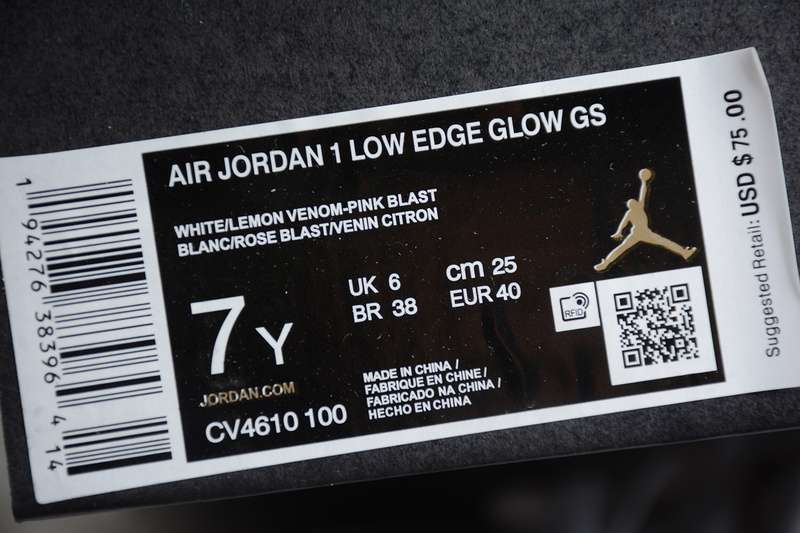 AIR JORDAN 1 LOW EDGE GLOW GS
WHITE/LEMON VENOM-PINK BLAST
BLANC/ROSE BLAST/VENIN CITRON
7Y
UK 6
BR 38
cm 25
EUR 40
RFID
JORDAN.COM
CV4610 100
MADE IN CHINA /
FABRIQUE EN CHINE /
FABRICADO NA CHINA /
HECHO EN CHINA
1 94276 38396 4 14
Suggested Retail: USD $ 75.00